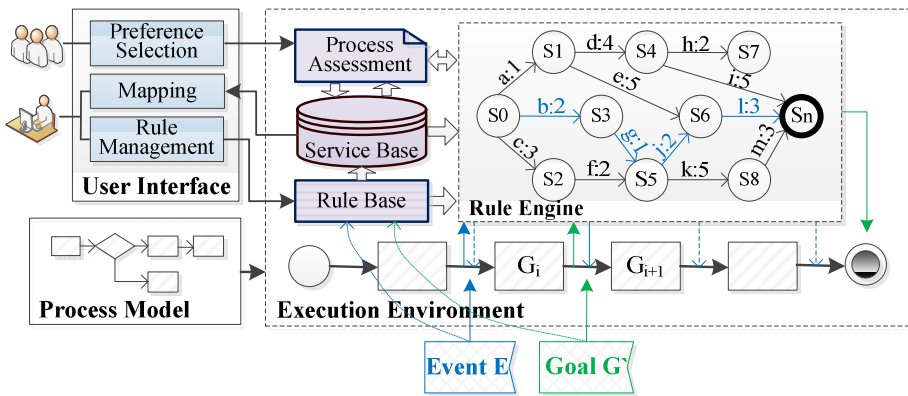 Preference
Selection
Mapping
Rule
Management
User Interface
Process
Assessment
Service Base
Rule Base
S0
S1
S2
S3
S4
S5
S6
S7
S8
Sn
a:1
b:2
c:3
d:4
e:5
f:2
g:1
h:2
i:5
j:2
k:5
l:3
m:3
Rule Engine
Process Model
Gi
Gi+1
Execution Environment
Event E
Goal G`